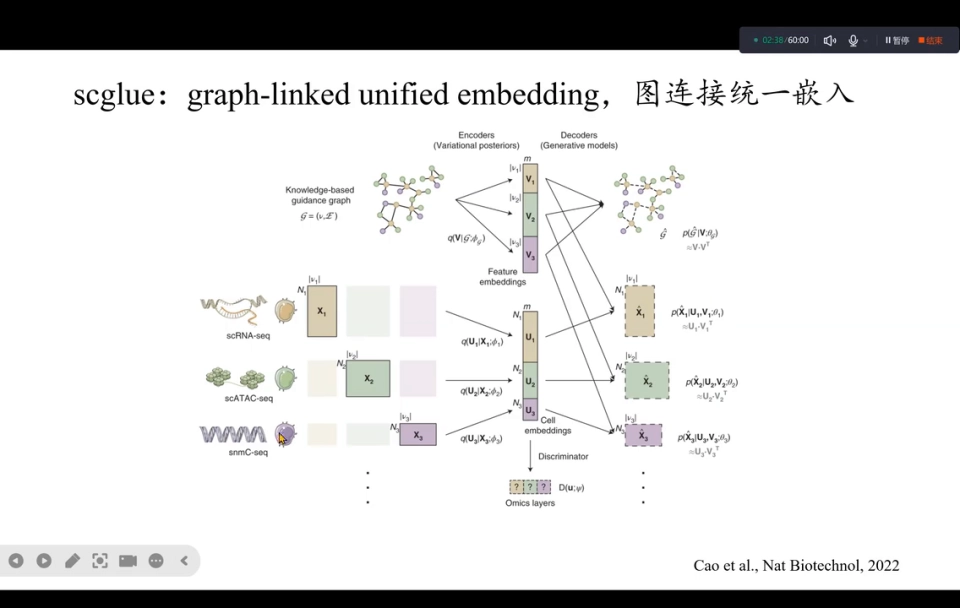 02:38/60:00 暂停 结束
scglue：graph-linked unified embedding，图连接统一嵌入
Encoders
(Variational posteriors)
Decoders
(Generative models)
m
Knowledge-based
guidance graph
𝒢 = (𝒱,ℰ)
|𝒱₁|
V₁
|𝒱₂|
V₂
|𝒱₃|
V₃
q(V|𝒢;ϕ_𝒢)
Feature
embeddings
𝒢̂
p(𝒢̂|V;θ_𝒢)
≈V·Vᵀ
|𝒱₁|
N₁
X₁
scRNA-seq
|𝒱₂|
N₂
X₂
scATAC-seq
|𝒱₃|
N₃
X₃
snmC-seq
q(U₁|X₁;ϕ₁)
q(U₂|X₂;ϕ₂)
q(U₃|X₃;ϕ₃)
m
N₁
U₁
N₂
U₂
N₃
U₃
Cell
embeddings
Discriminator
? ? ?
D(u;ψ)
Omics layers
|𝒱₁|
N₁
X̂₁
p(X̂₁|U₁,V₁;θ₁)
≈U₁·V₁ᵀ
|𝒱₂|
N₂
X̂₂
p(X̂₂|U₂,V₂;θ₂)
≈U₂·V₂ᵀ
|𝒱₃|
N₃
X̂₃
p(X̂₃|U₃,V₃;θ₃)
≈U₃·V₃ᵀ
Cao et al., Nat Biotechnol, 2022